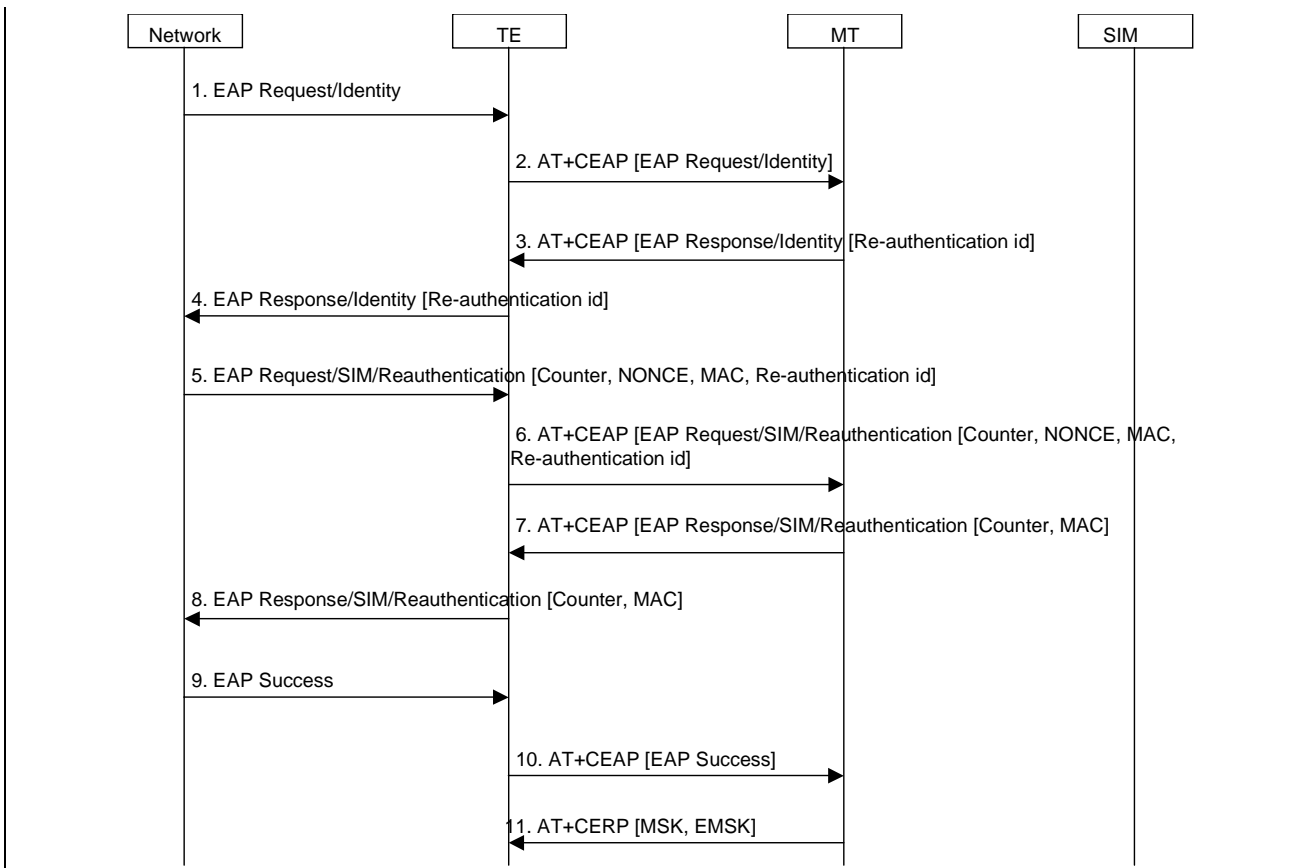 Network
TE
MT
SIM
1. EAP Request/Identity
2. AT+CEAP [EAP Request/Identity]
3. AT+CEAP [EAP Response/Identity [Re-authentication id]
4. EAP Response/Identity [Re-authentication id]
5. EAP Request/SIM/Reauthentication [Counter, NONCE, MAC, Re-authentication id]
6. AT+CEAP [EAP Request/SIM/Reauthentication [Counter, NONCE, MAC,
Re-authentication id]
7. AT+CEAP [EAP Response/SIM/Reauthentication [Counter, MAC]
8. EAP Response/SIM/Reauthentication [Counter, MAC]
9. EAP Success
10. AT+CEAP [EAP Success]
11. AT+CERP [MSK, EMSK]